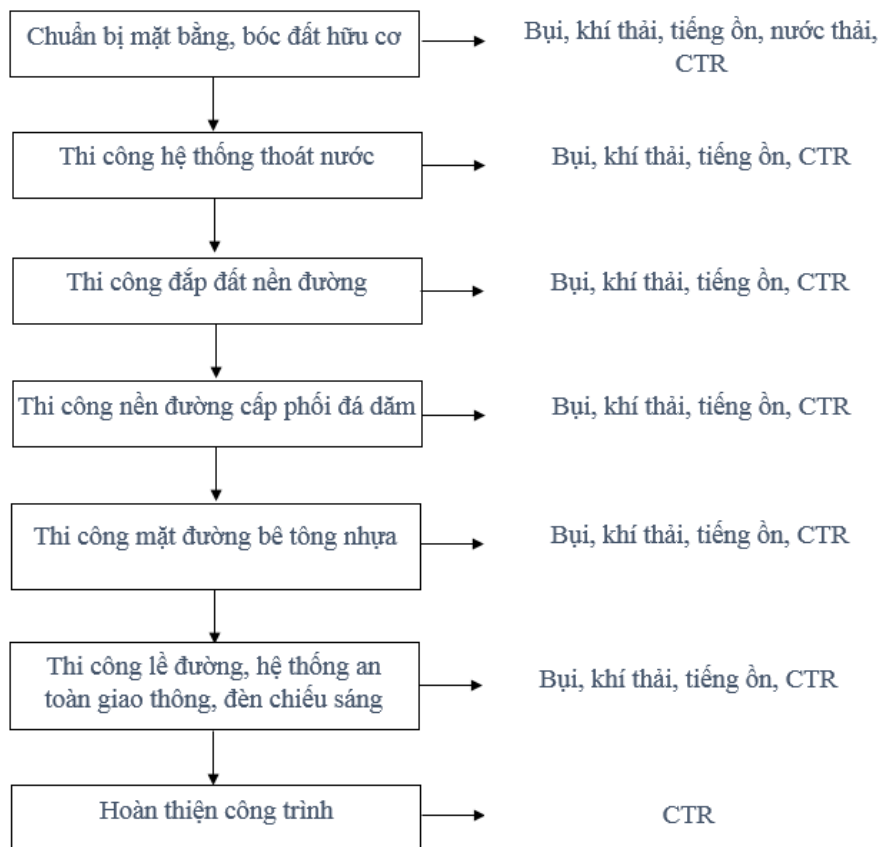 Chuẩn bị mặt bằng, bóc đất hữu cơ
Bụi, khí thải, tiếng ồn, nước thải,
CTR
Thi công hệ thống thoát nước
Bụi, khí thải, tiếng ồn, CTR
Thi công đắp đất nền đường
Bụi, khí thải, tiếng ồn, CTR
Thi công nền đường cấp phối đá dăm
Bụi, khí thải, tiếng ồn, CTR
Thi công mặt đường bê tông nhựa
Bụi, khí thải, tiếng ồn, CTR
Thi công lề đường, hệ thống an
toàn giao thông, đèn chiếu sáng
Bụi, khí thải, tiếng ồn, CTR
Hoàn thiện công trình
CTR